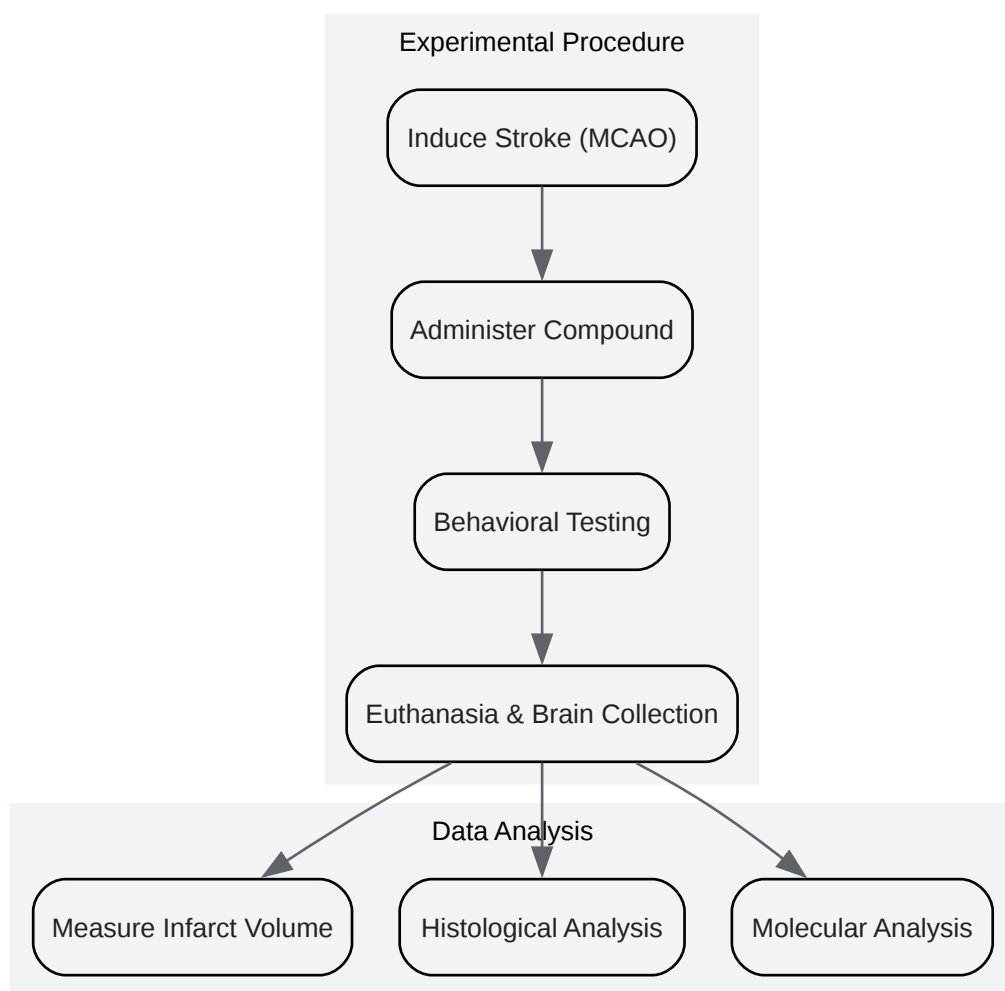 Experimental Procedure
Induce Stroke (MCAO)
Administer Compound
Behavioral Testing
Euthanasia & Brain Collection
Data Analysis
Measure Infarct Volume
Histological Analysis
Molecular Analysis